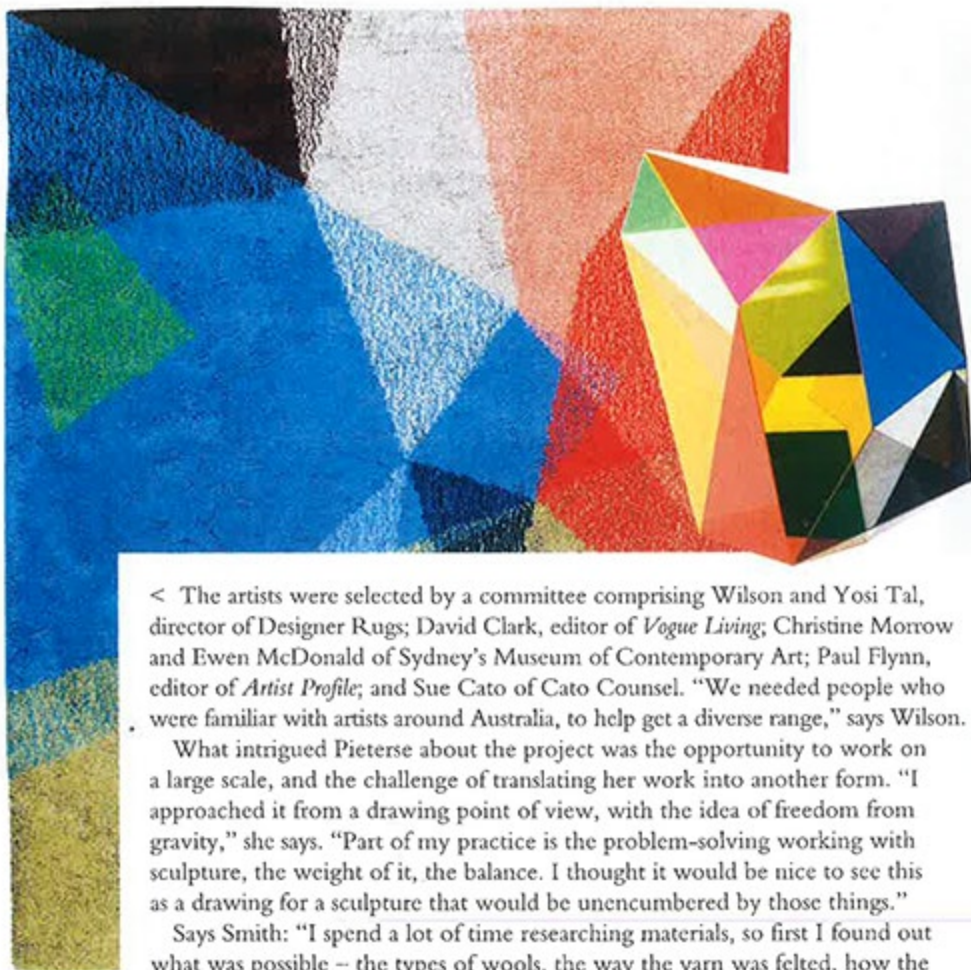 < The artists were selected by a committee comprising Wilson and Yosi Tal,
director of Designer Rugs; David Clark, editor of Vogue Living; Christine Morrow
and Ewen McDonald of Sydney's Museum of Contemporary Art; Paul Flynn,
editor of Artist Profile; and Sue Cato of Cato Counsel. “We needed people who
were familiar with artists around Australia, to help get a diverse range,” says Wilson.
What intrigued Pieterse about the project was the opportunity to work on
a large scale, and the challenge of translating her work into another form. “I
approached it from a drawing point of view, with the idea of freedom from
gravity,” she says. “Part of my practice is the problem-solving working with
sculpture, the weight of it, the balance. I thought it would be nice to see this
as a drawing for a sculpture that would be unencumbered by those things.”
Says Smith: “I spend a lot of time researching materials, so first I found out
what was possible – the types of wools, the way the yarn was felted, how the